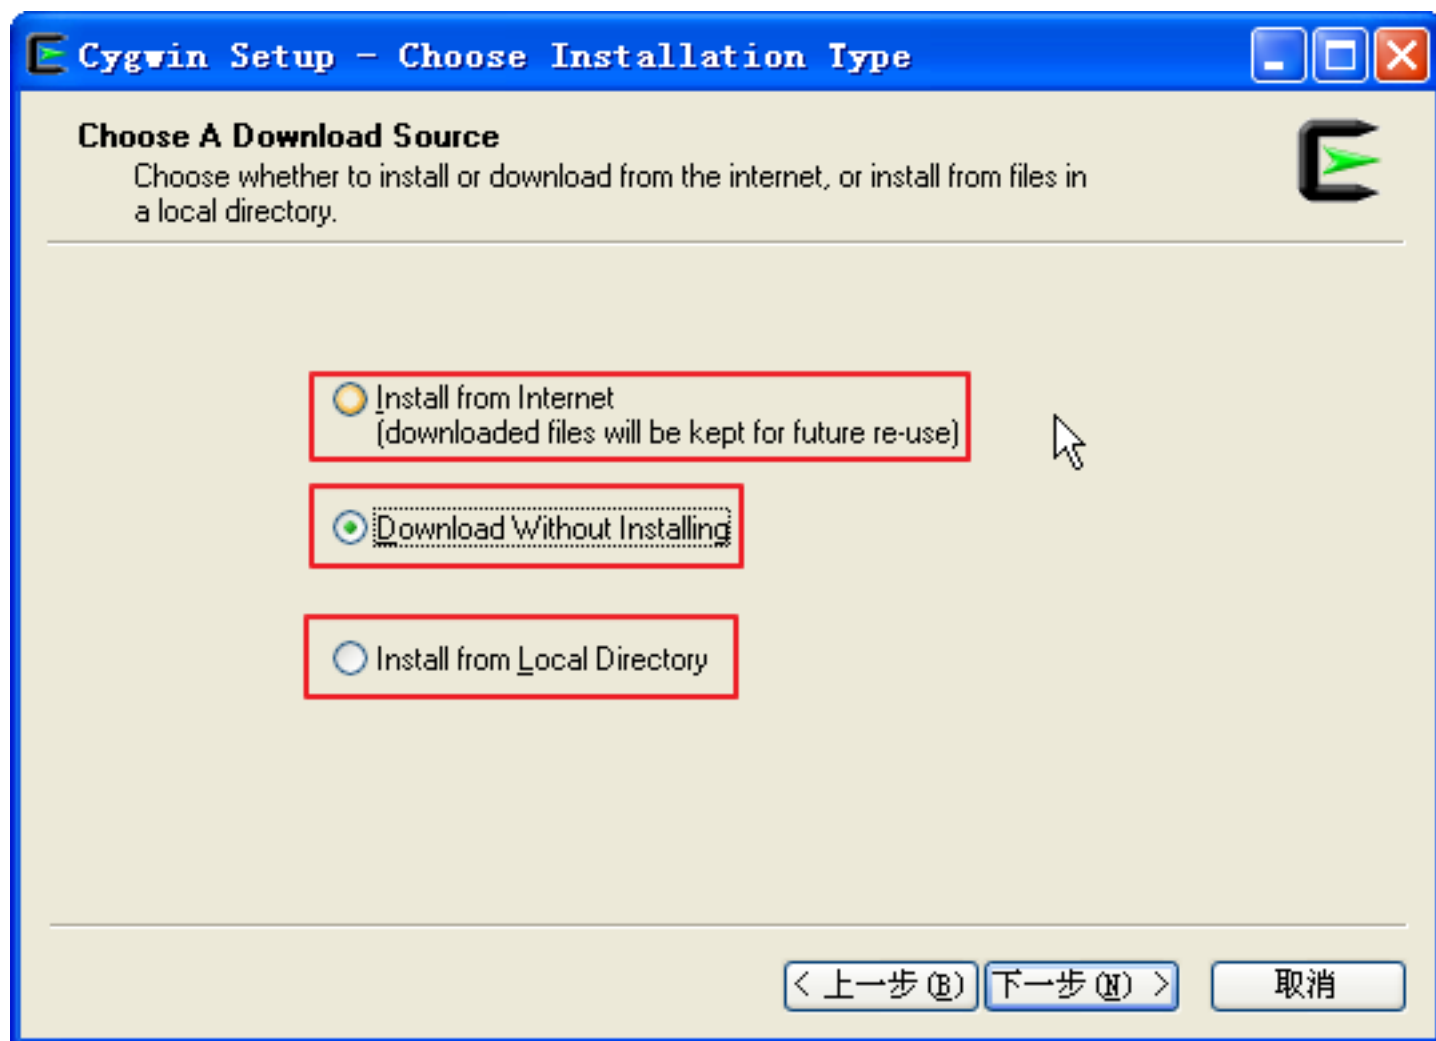 Cygwin Setup - Choose Installation Type
Choose A Download Source
Choose whether to install or download from the internet, or install from files in
a local directory.
Install from Internet
(downloaded files will be kept for future re-use)
Download Without Installing
Install from Local Directory
< 上一步(B)
下一步(N) >
取消